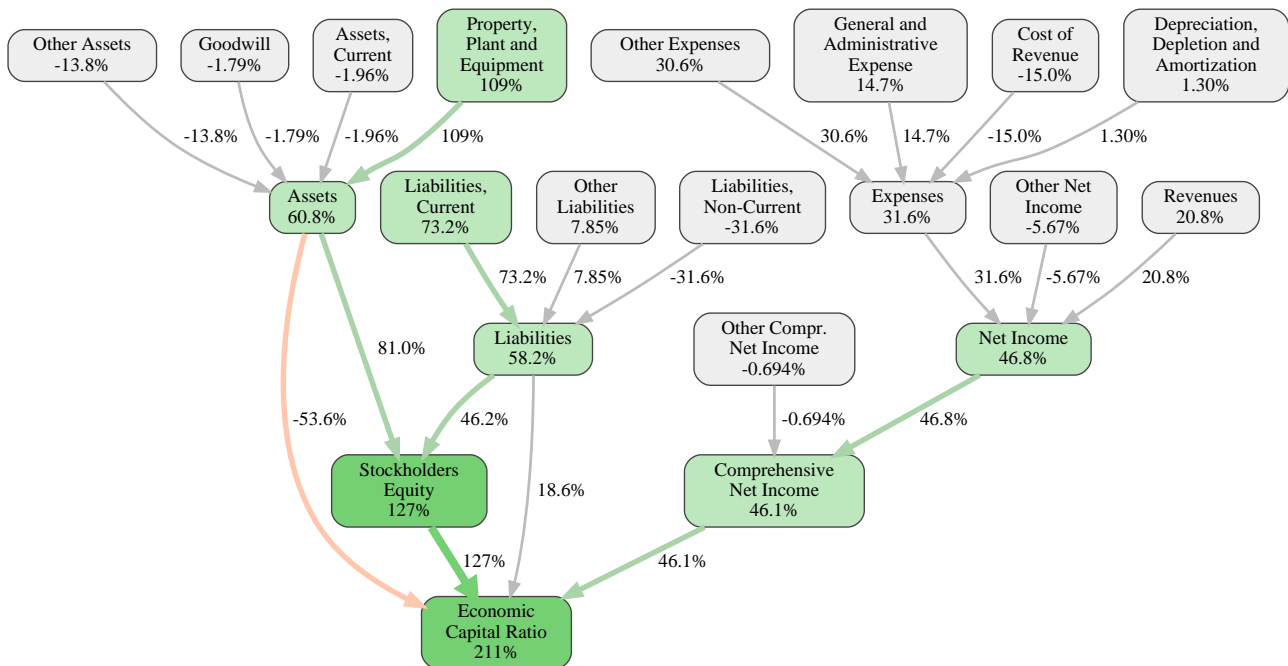 Other Assets
-13.8%
Goodwill
-1.79%
Assets,
Current
-1.96%
Property,
Plant and
Equipment
109%
Other Expenses
30.6%
General and
Administrative
Expense
14.7%
Cost of
Revenue
-15.0%
Depreciation,
Depletion and
Amortization
1.30%
-13.8%
-1.79%
-1.96%
109%
30.6%
14.7%
-15.0%
1.30%
Assets
60.8%
Liabilities,
Current
73.2%
Other
Liabilities
7.85%
Liabilities,
Non-Current
-31.6%
Expenses
31.6%
Other Net
Income
-5.67%
Revenues
20.8%
73.2%
7.85%
-31.6%
31.6%
-5.67%
20.8%
81.0%
Liabilities
58.2%
Other Compr.
Net Income
-0.694%
Net Income
46.8%
-53.6%
46.2%
-0.694%
46.8%
Stockholders
Equity
127%
18.6%
Comprehensive
Net Income
46.1%
127%
46.1%
Economic
Capital Ratio
211%